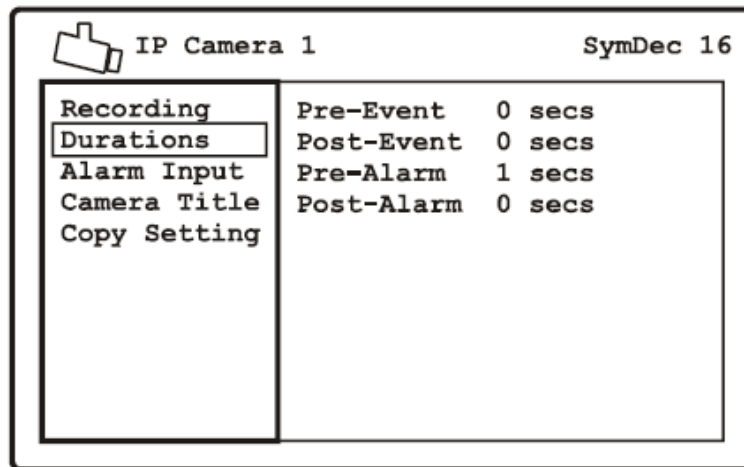 IP Camera 1 SymDec 16
Recording
Durations
Alarm Input
Camera Title
Copy Setting
Pre-Event 0 secs
Post-Event 0 secs
Pre-Alarm 1 secs
Post-Alarm 0 secs